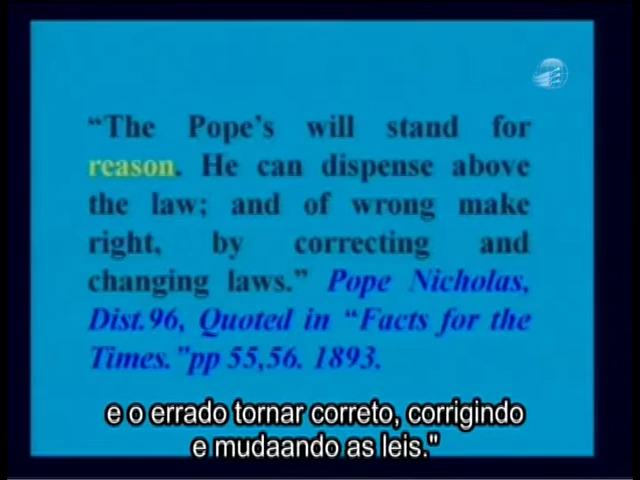 “The Pope’s will stand for
reason. He can dispense above
the law; and of wrong make
right, by correcting and
changing laws.” Pope Nicholas,
Dist.96, Quoted in “Facts for the
Times.”pp 55,56. 1893.
e o errado tornar correto, corrigindo
e mudaando as leis."